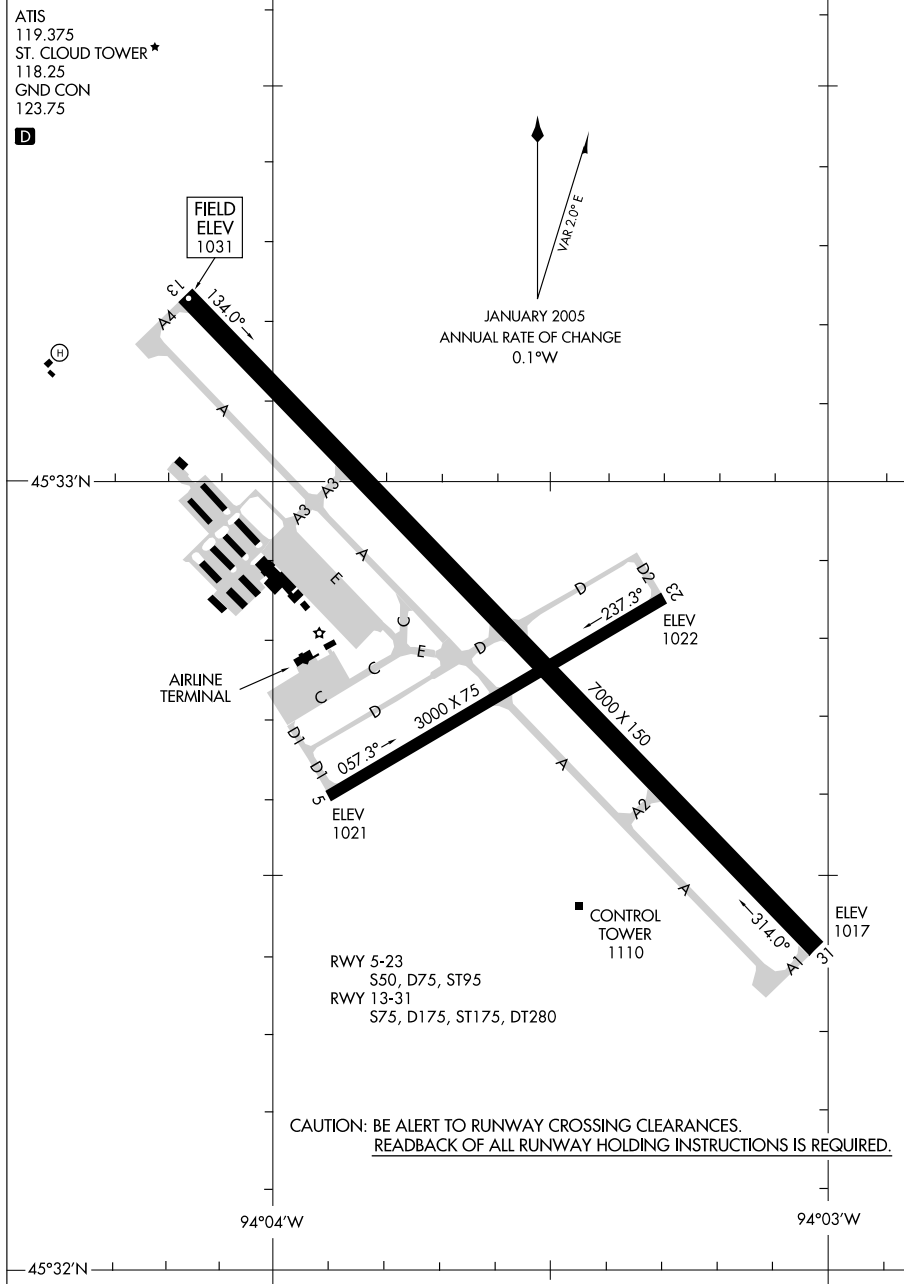 ATIS
119.375
ST. CLOUD TOWER★
118.25
GND CON
123.75
D
FIELD
ELEV
1031
VAR 2.0° E
JANUARY 2005
ANNUAL RATE OF CHANGE
0.1°W
13
134.0°→
A4
H
A
45°33'N
A3
A3
A
E
D
D2
23
←237.3°
ELEV
1022
C
E
D
C
AIRLINE
TERMINAL
C
D
3000 X 75
7000 X 150
D1
D1
057.3°→
5
ELEV
1021
A
A2
A
CONTROL
TOWER
1110
←314.0°
ELEV
1017
A1
31
RWY 5-23
S50, D75, ST95
RWY 13-31
S75, D175, ST175, DT280
CAUTION: BE ALERT TO RUNWAY CROSSING CLEARANCES.
READBACK OF ALL RUNWAY HOLDING INSTRUCTIONS IS REQUIRED.
94°04'W
94°03'W
45°32'N